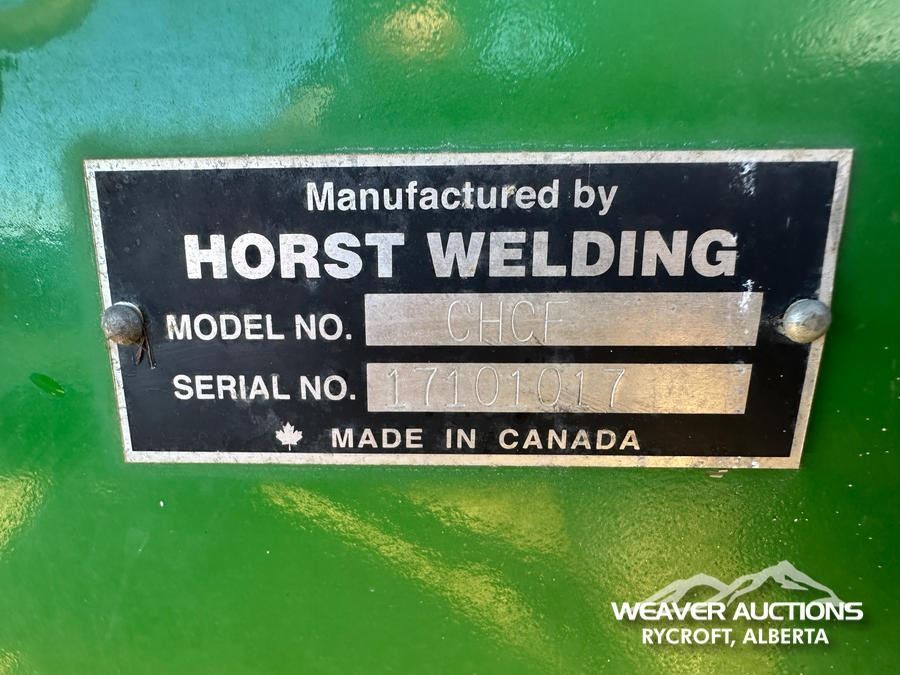 Manufactured by
HORST WELDING
MODEL NO. CHCF
SERIAL NO. 17101017
MADE IN CANADA
WEAVER AUCTIONS
RYCROFT, ALBERTA